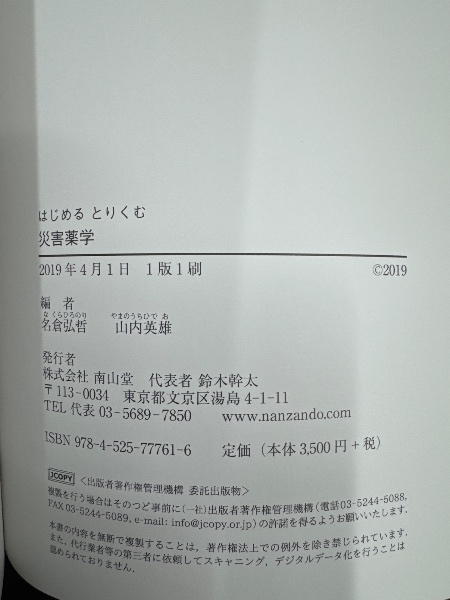 はじめる とりくむ
災害薬学
2019年4月1日 1版1刷 ©2019
編 者
なくらひろのり やまのうちひでお
名倉弘哲 山内英雄
発行者
株式会社 南山堂 代表者 鈴木幹太
〒113-0034 東京都文京区湯島 4-1-11
TEL 代表 03-5689-7850 www.nanzando.com
ISBN 978-4-525-77761-6 定価（本体 3,500円＋税）
JCOPY <出版者著作権管理機構 委託出版物>
複製を行う場合はそのつど事前に（一社）出版者著作権管理機構（電話03-5244-5088,
FAX 03-5244-5089, e-mail: info@jcopy.or.jp）の許諾を得るようお願いいたします．
本書の内容を無断で複製することは，著作権法上での例外を除き禁じられています．
また，代行業者等の第三者に依頼してスキャニング，デジタルデータ化を行うことは
認められておりません．